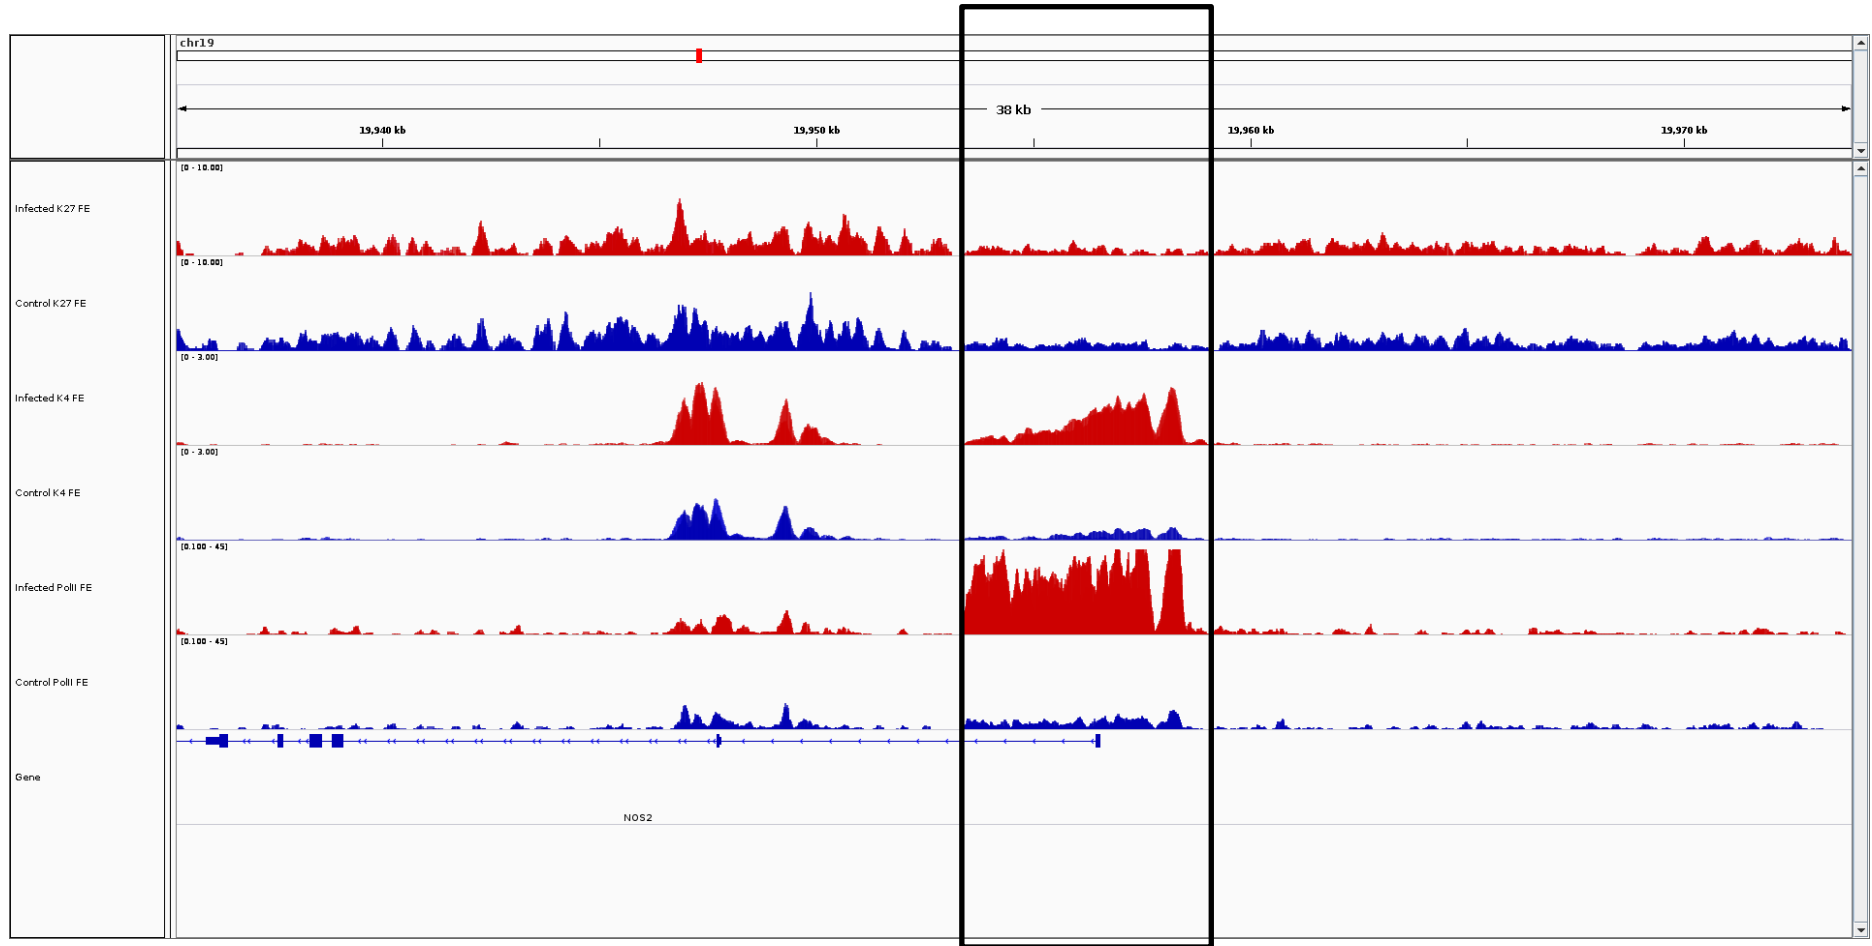 chr19
38 kb
19,940 kb 19,950 kb 19,960 kb 19,970 kb
[0 - 10.00]
Infected K27 FE
[0 - 10.00]
Control K27 FE
[0 - 3.00]
Infected K4 FE
[0 - 3.00]
Control K4 FE
[0.100 - 45]
Infected PolII FE
[0.100 - 45]
Control PolII FE
Gene
NOS2